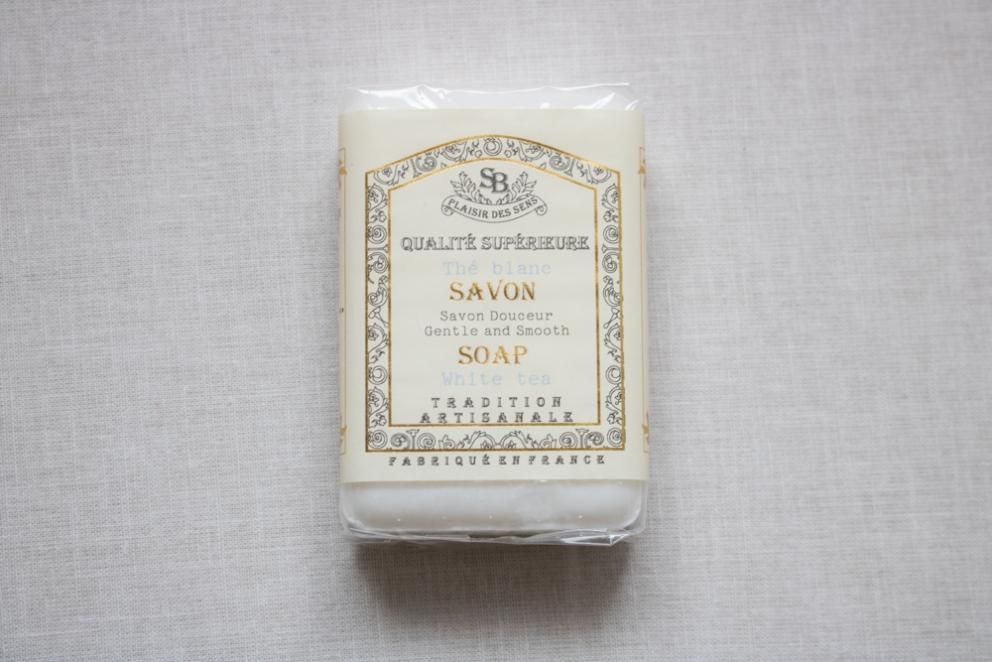 SB
PLAISIR DES SENS
QUALITÉ SUPÉRIEURE
Thé blanc
SAVON
Savon Douceur
Gentle and Smooth
SOAP
White tea
TRADITION
ARTISANALE
FABRIQUÉ EN FRANCE